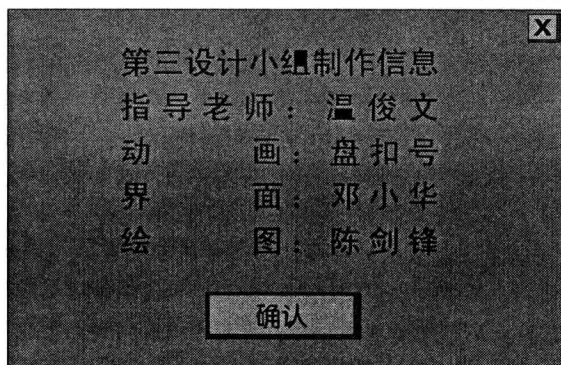 X
第三设计小组制作信息
指导老师：温俊文
动画：盘扣号
界面：邓小华
绘图：陈剑锋
确认